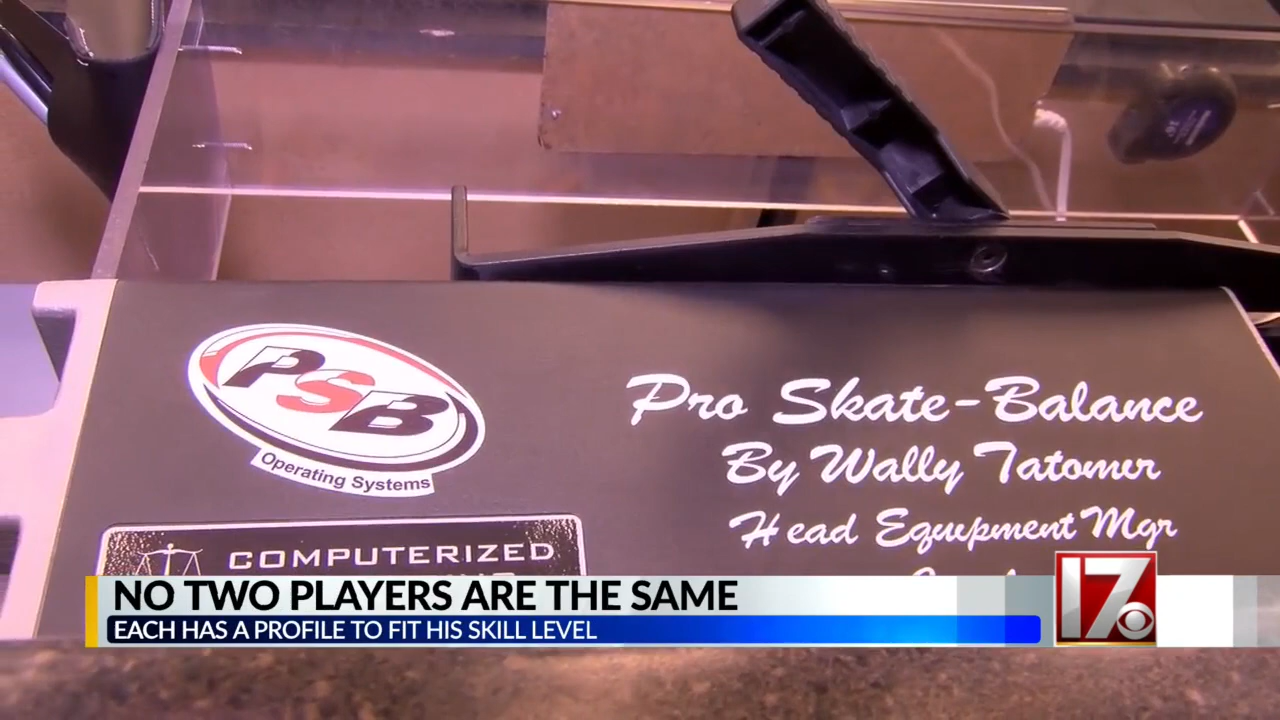 PSB
Operating Systems
Pro Skate-Balance
By Wally Tatomir
Head Equipment Mgr
COMPUTERIZED
NO TWO PLAYERS ARE THE SAME
EACH HAS A PROFILE TO FIT HIS SKILL LEVEL
17